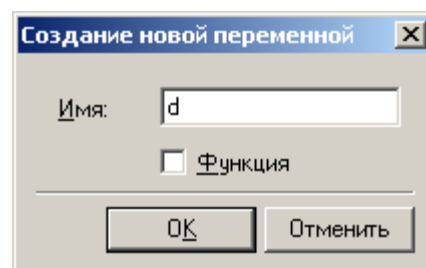 Создание новой переменной
Имя:
d
Функция
OK
Отменить